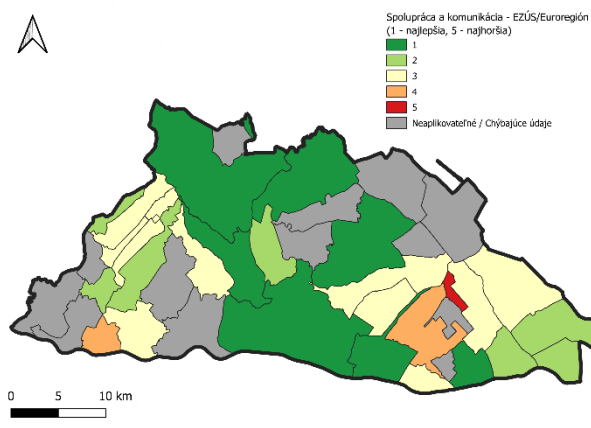 Spolupráca a komunikácia - EZÚS/Euroregión
(1 - najlepšia, 5 - najhoršia)
1
2
3
4
5
Neaplikovateľné / Chýbajúce údaje
0 5 10 km